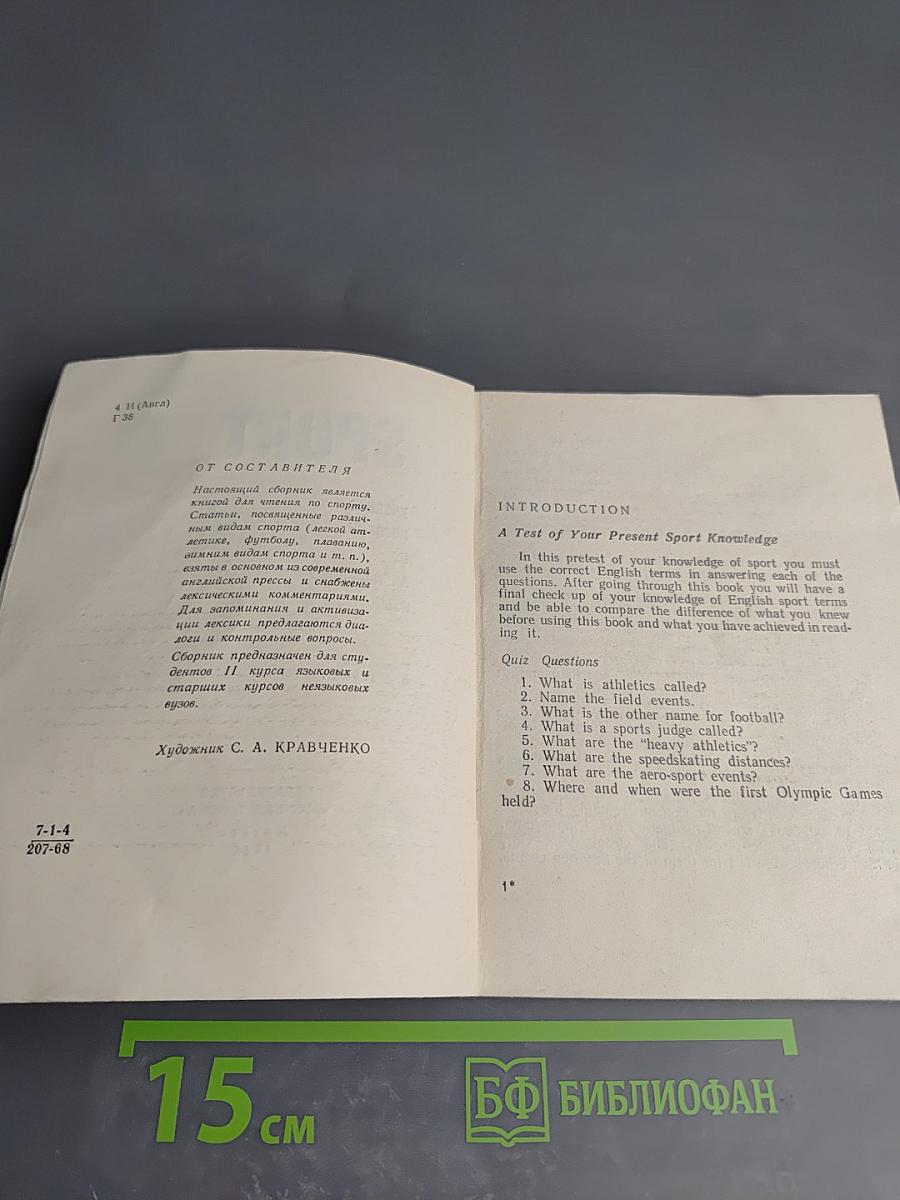 4 И (Англ)
Г 38
ОТ СОСТАВИТЕЛЯ
Настоящий сборник является
книгой для чтения по спорту.
Статьи, посвященные различ-
ным видам спорта (легкой ат-
летике, футболу, плаванию,
зимним видам спорта и т. п.),
взяты в основном из современной
английской прессы и снабжены
лексическими комментариями.
Для запоминания и активиза-
ции лексики предлагаются диа-
логи и контрольные вопросы.
Сборник предназначен для сту-
дентов II курса языковых и
старших курсов неязыковых
вузов.
Художник С. А. КРАВЧЕНКО
7-1-4
207-68
INTRODUCTION
A Test of Your Present Sport Knowledge
In this pretest of your knowledge of sport you must
use the correct English terms in answering each of the
questions. After going through this book you will have a
final check up of your knowledge of English sport terms
and be able to compare the difference of what you knew
before using this book and what you have achieved in read-
ing it.
Quiz Questions
1. What is athletics called?
2. Name the field events.
3. What is the other name for football?
4. What is a sports judge called?
5. What are the “heavy athletics”?
6. What are the speedskating distances?
7. What are the aero-sport events?
8. Where and when were the first Olympic Games
held?
1*
15 см
БФ БИБЛИОФАН